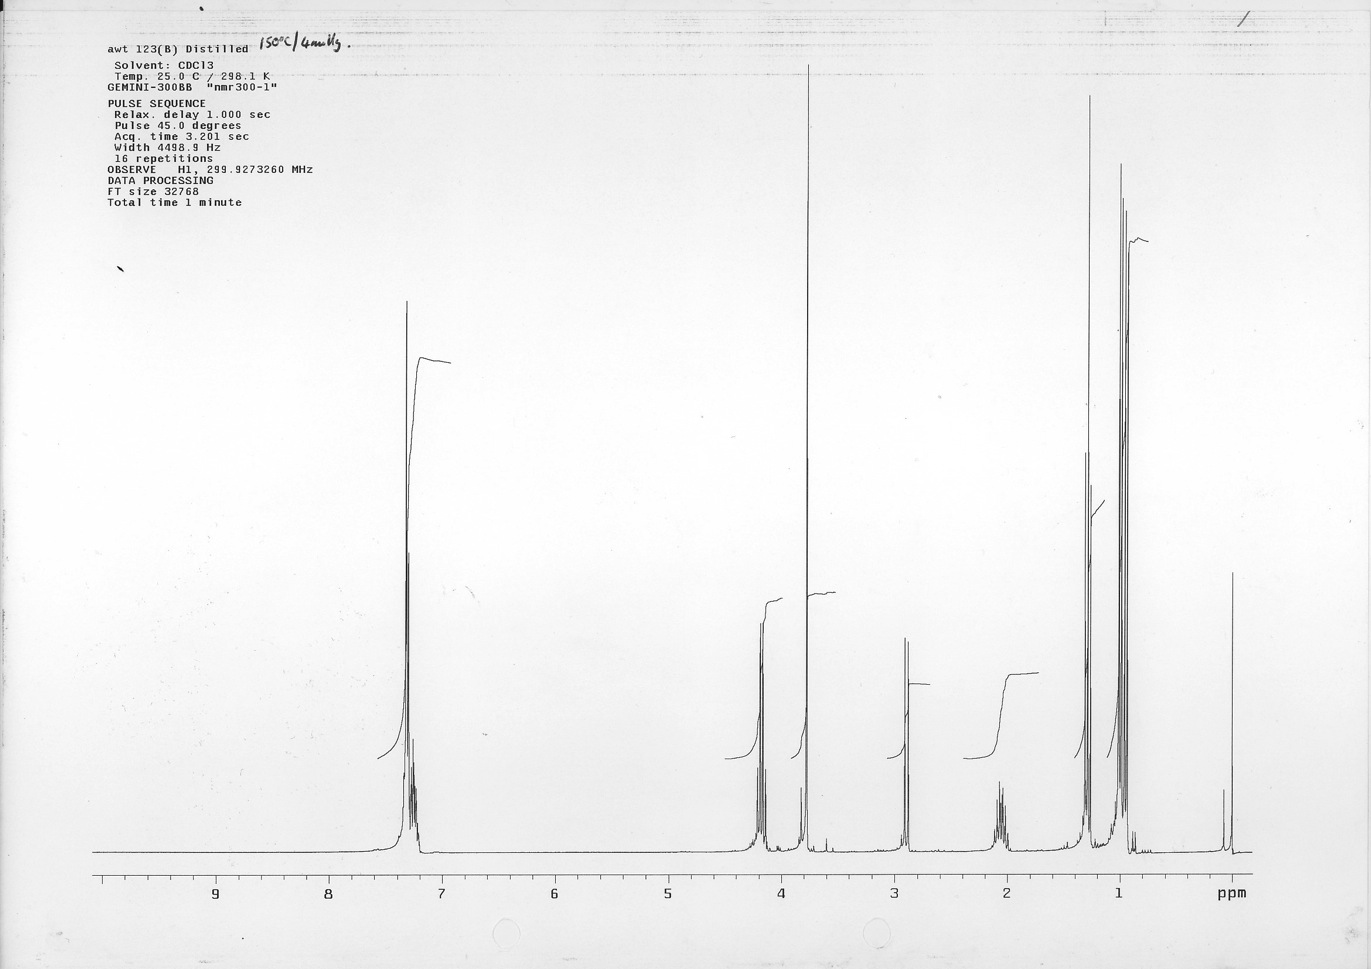 awt 123(B) Distilled 150°C/4mmHg.
Solvent: CDCl3
Temp. 25.0 C / 298.1 K
GEMINI-300BB "nmr300-1"
PULSE SEQUENCE
Relax. delay 1.000 sec
Pulse 45.0 degrees
Acq. time 3.201 sec
Width 4498.9 Hz
16 repetitions
OBSERVE H1, 299.9273260 MHz
DATA PROCESSING
FT size 32768
Total time 1 minute
9 8 7 6 5 4 3 2 1 ppm